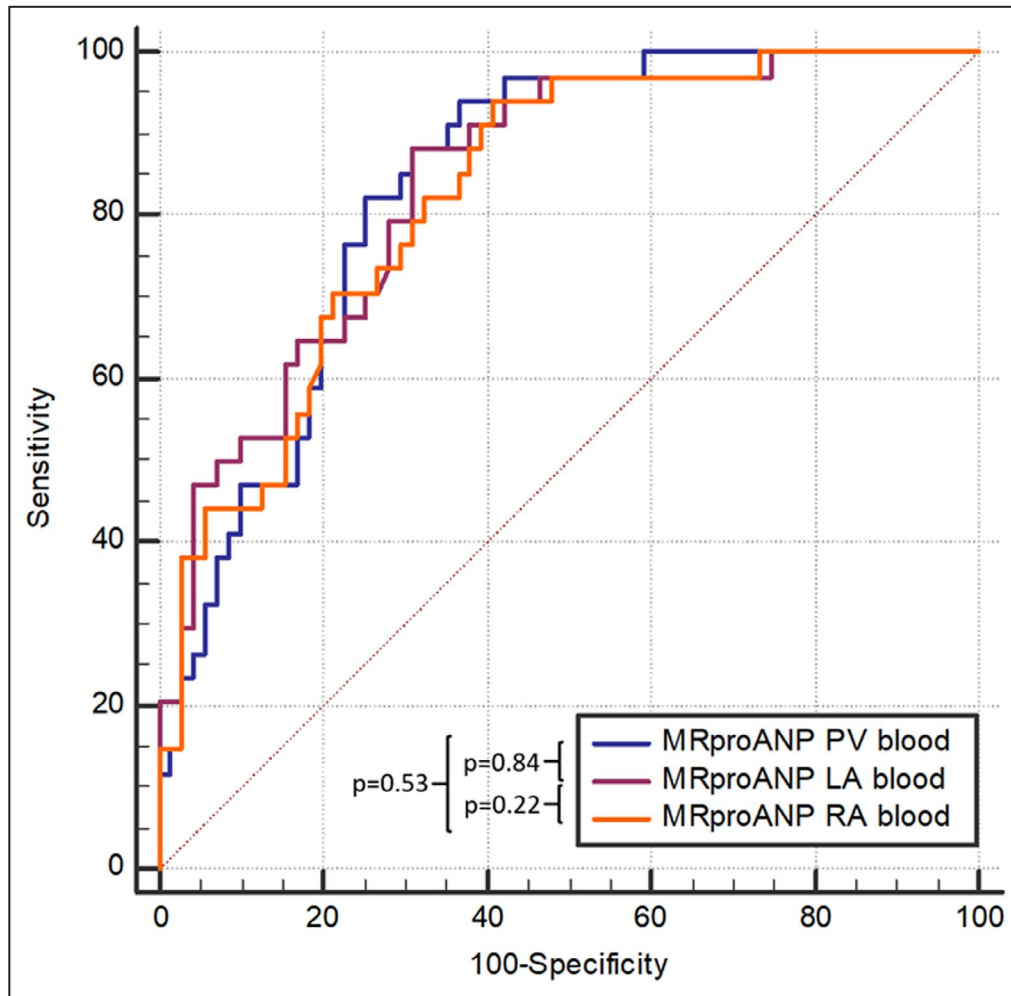 100
80
60
40
20
0
Sensitivity
MRproANP PV blood
MRproANP LA blood
MRproANP RA blood
p=0.84
p=0.53
p=0.22
0 20 40 60 80 100
100-Specificity